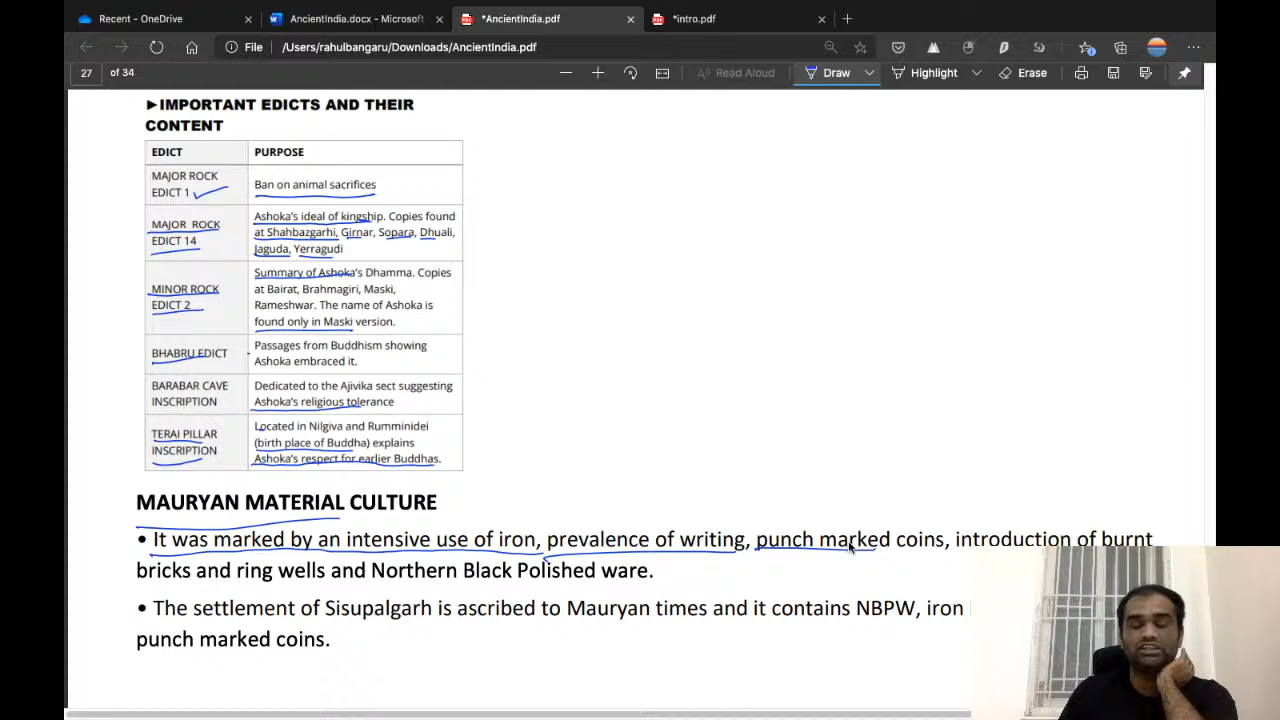 Recent - OneDrive
AncientIndia.docx - Microsoft
*AncientIndia.pdf
*intro.pdf
File
/Users/rahulbangaru/Downloads/AncientIndia.pdf
27 of 34
Read Aloud
Draw
Highlight
Erase
►IMPORTANT EDICTS AND THEIR
CONTENT
EDICT
PURPOSE
MAJOR ROCK
EDICT 1
Ban on animal sacrifices
MAJOR ROCK
EDICT 14
Ashoka's ideal of kingship. Copies found
at Shahbazgarhi, Girnar, Sopara, Dhuali,
Jaguda, Yerragudi
MINOR ROCK
EDICT 2
Summary of Ashoka's Dhamma. Copies
at Bairat, Brahmagiri, Maski,
Rameshwar. The name of Ashoka is
found only in Maski version.
BHABRU EDICT
Passages from Buddhism showing
Ashoka embraced it.
BARABAR CAVE
INSCRIPTION
Dedicated to the Ajivika sect suggesting
Ashoka's religious tolerance
TERAI PILLAR
INSCRIPTION
Located in Nilgiva and Rumminidei
(birth place of Buddha) explains
Ashoka's respect for earlier Buddhas.
MAURYAN MATERIAL CULTURE
• It was marked by an intensive use of iron, prevalence of writing, punch marked coins, introduction of burnt
bricks and ring wells and Northern Black Polished ware.
• The settlement of Sisupalgarh is ascribed to Mauryan times and it contains NBPW, iron
punch marked coins.